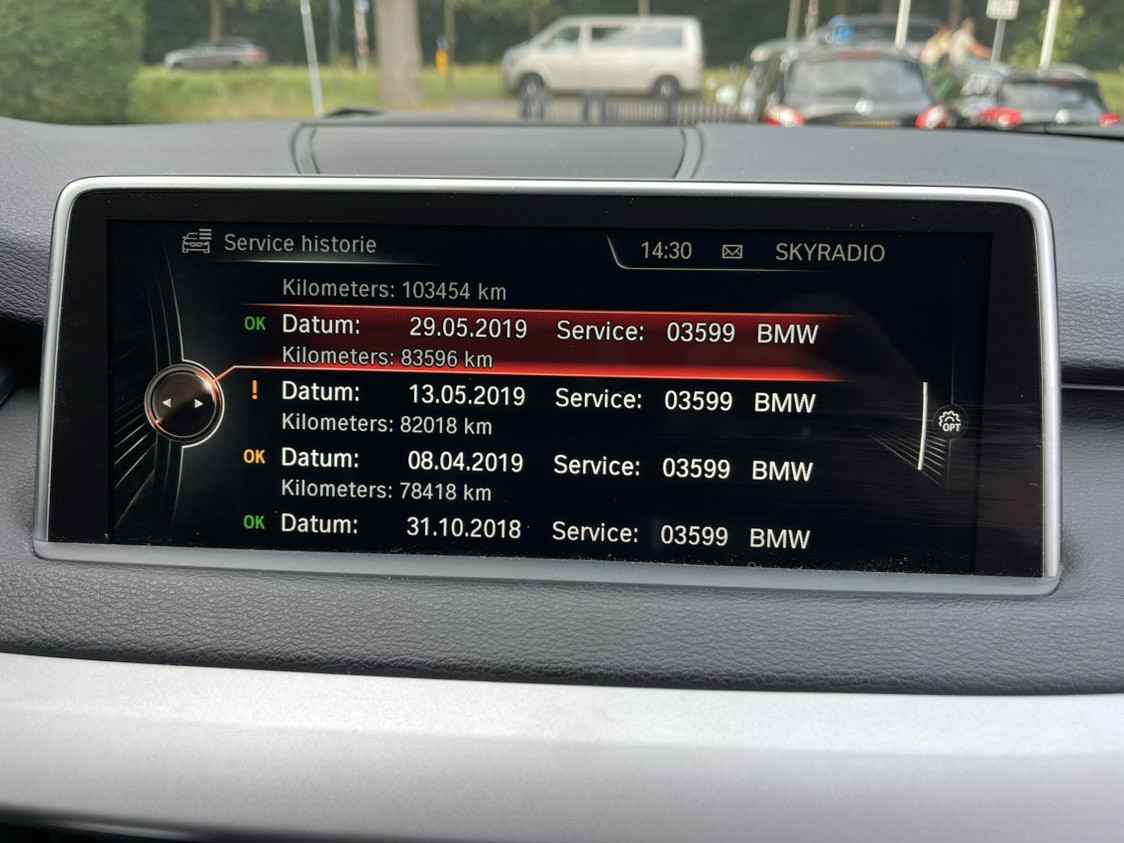 Service historie
14:30 SKYRADIO
Kilometers: 103454 km
OK Datum: 29.05.2019 Service: 03599 BMW
Kilometers: 83596 km
! Datum: 13.05.2019 Service: 03599 BMW
Kilometers: 82018 km
OPT
OK Datum: 08.04.2019 Service: 03599 BMW
Kilometers: 78418 km
OK Datum: 31.10.2018 Service: 03599 BMW